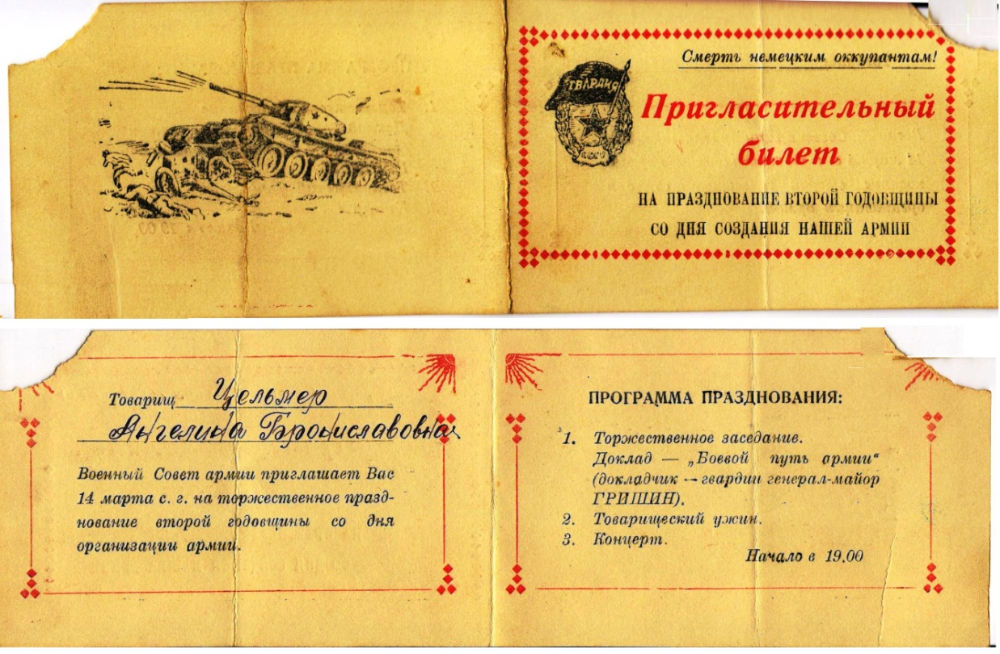 Смерть немецким оккупантам!
ГВАРДИЯ
СССР
Пригласительный
билет
НА ПРАЗДНОВАНИЕ ВТОРОЙ ГОДОВЩИНЫ
СО ДНЯ СОЗДАНИЯ НАШЕЙ АРМИИ
Товарищ Цельмер
Ангелина Брониславовна
Военный Совет армии приглашает Вас
14 марта с. г. на торжественное празд-
нование второй годовщины со дня
организации армии.
ПРОГРАММА ПРАЗДНОВАНИЯ:
1. Торжественное заседание.
Доклад — „Боевой путь армии“
(докладчик — гвардии генерал-майор
ГРИШИН).
2. Товарищеский ужин.
3. Концерт.
Начало в 19.00